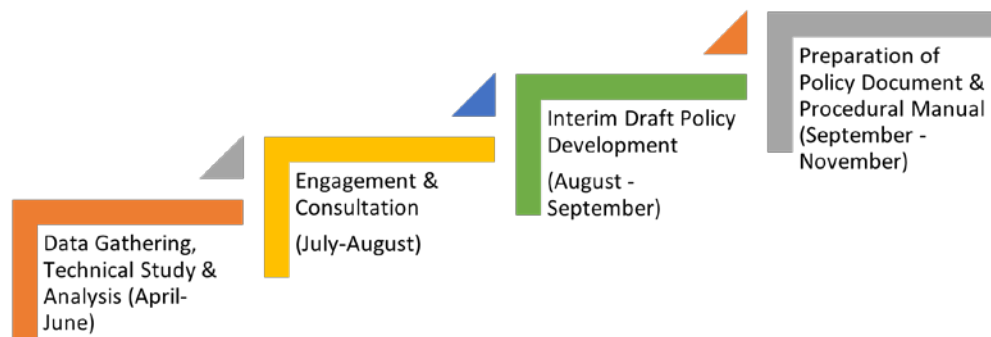 Data Gathering,
Technical Study &
Analysis (April-
June)
Engagement &
Consultation
(July-August)
Interim Draft Policy
Development
(August -
September)
Preparation of
Policy Document &
Procedural Manual
(September -
November)